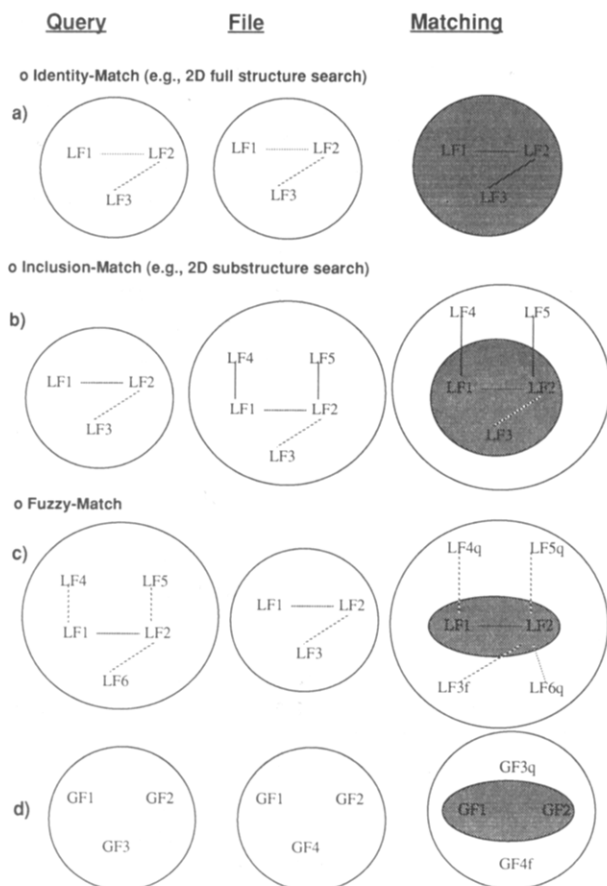 Query File Matching
o Identity-Match (e.g., 2D full structure search)
a)
LF1 LF2 LF1 LF2 LF1 LF2
LF3 LF3 LF3
o Inclusion-Match (e.g., 2D substructure search)
b)
LF4 LF5 LF4 LF5
LF1 LF2 LF1 LF2 LF1 LF2
LF3 LF3 LF3
o Fuzzy-Match
c)
LF4 LF5 LF4q LF5q
LF1 LF2 LF1 LF2 LF1 LF2
LF6 LF3 LF3f LF6q
d)
GF3q
GF1 GF2 GF1 GF2 GF1 GF2
GF3 GF4 GF4f